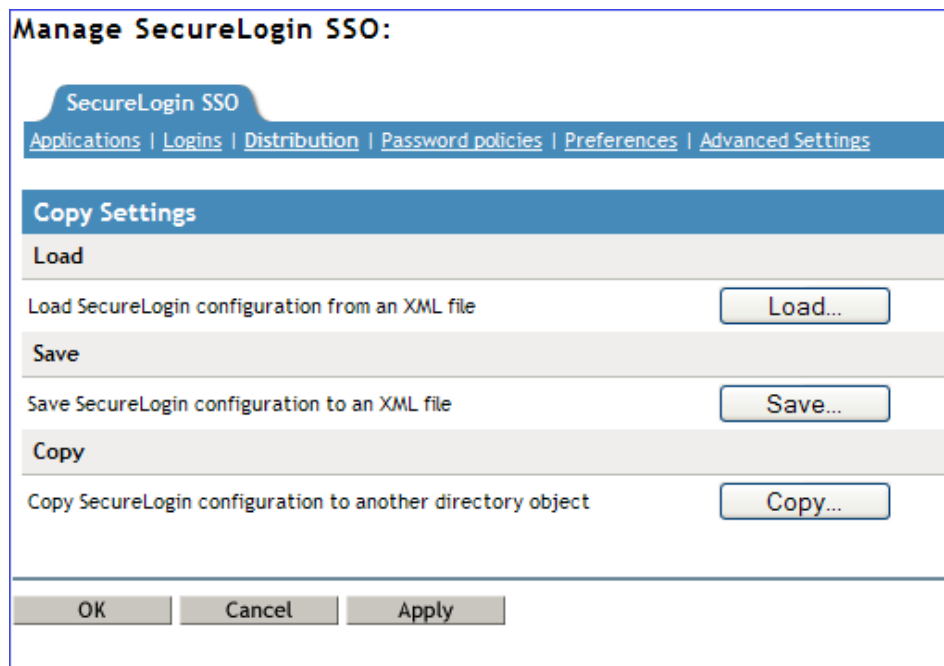 Manage SecureLogin SSO:
SecureLogin SSO
Applications | Logins | Distribution | Password policies | Preferences | Advanced Settings
Copy Settings
Load
Load SecureLogin configuration from an XML file Load...
Save
Save SecureLogin configuration to an XML file Save...
Copy
Copy SecureLogin configuration to another directory object Copy...
OK Cancel Apply